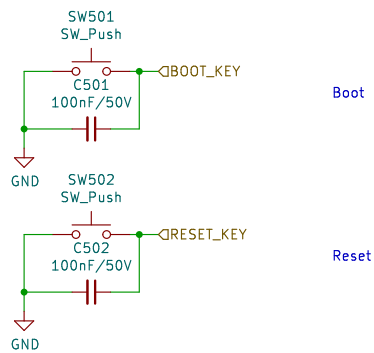 SW501
SW_Push
BOOT_KEY
C501
100nF/50V
Boot
GND
SW502
SW_Push
RESET_KEY
C502
100nF/50V
Reset
GND